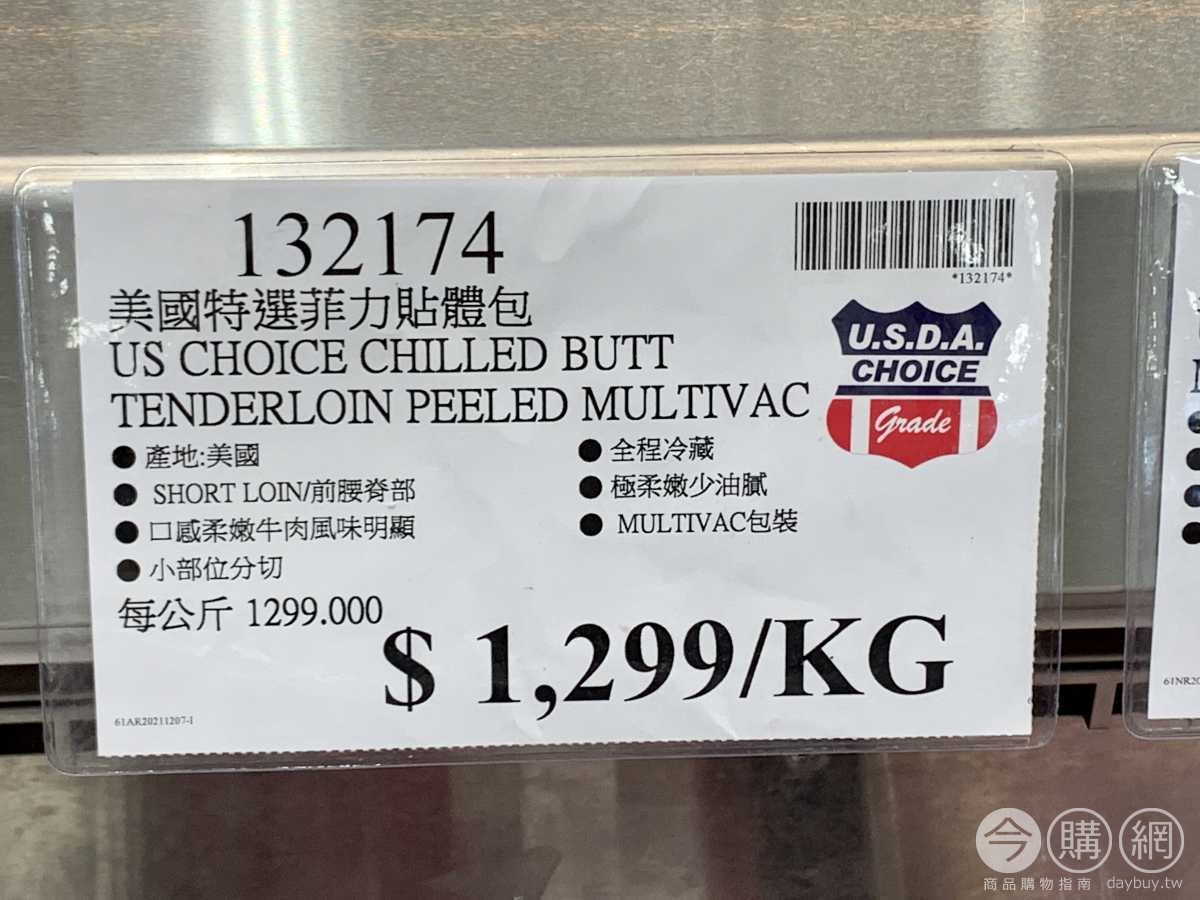 132174
*132174*
美國特選菲力貼體包
US CHOICE CHILLED BUTT
TENDERLOIN PEELED MULTIVAC
U.S.D.A.
CHOICE
Grade
●產地:美國
●SHORT LOIN/前腰脊部
●口感柔嫩牛肉風味明顯
●小部位分切
●全程冷藏
●極柔嫩少油膩
●MULTIVAC包裝
每公斤 1299.000
$ 1,299/KG
61AR20211207-1
61NR20
今購網
商品購物指南 daybuy.tw